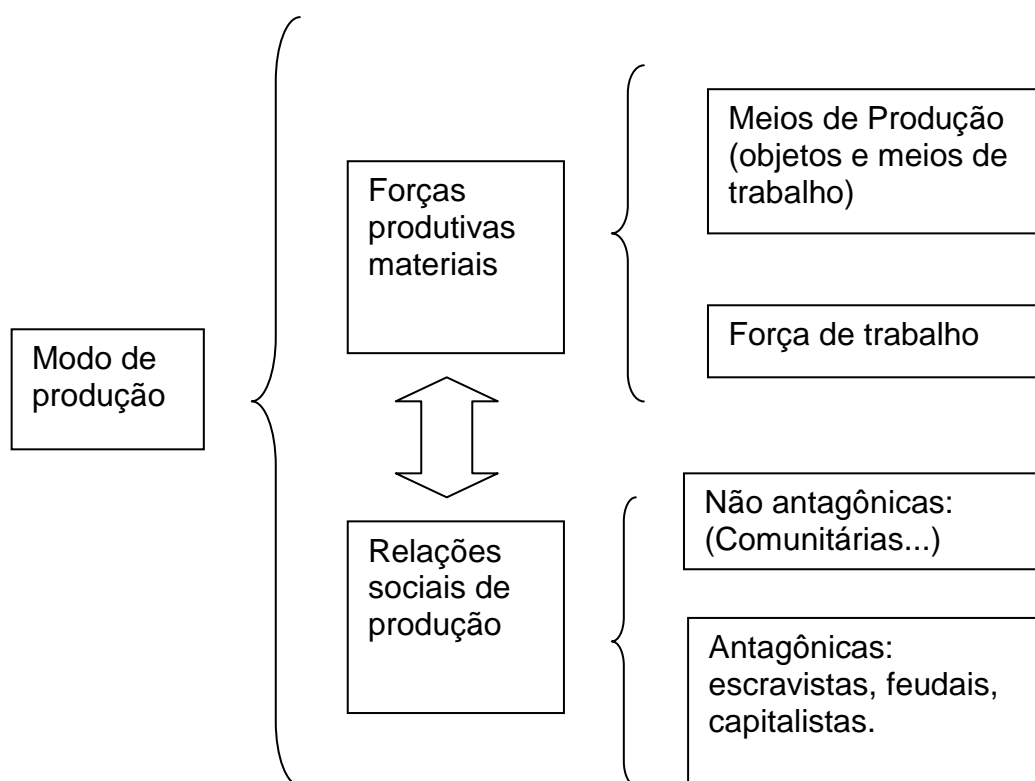 Modo de
produção
Forças
produtivas
materiais
Meios de Produção
(objetos e meios de
trabalho)
Força de trabalho
Relações
sociais de
produção
Não antagônicas:
(Comunitárias...)
Antagônicas:
escravistas, feudais,
capitalistas.